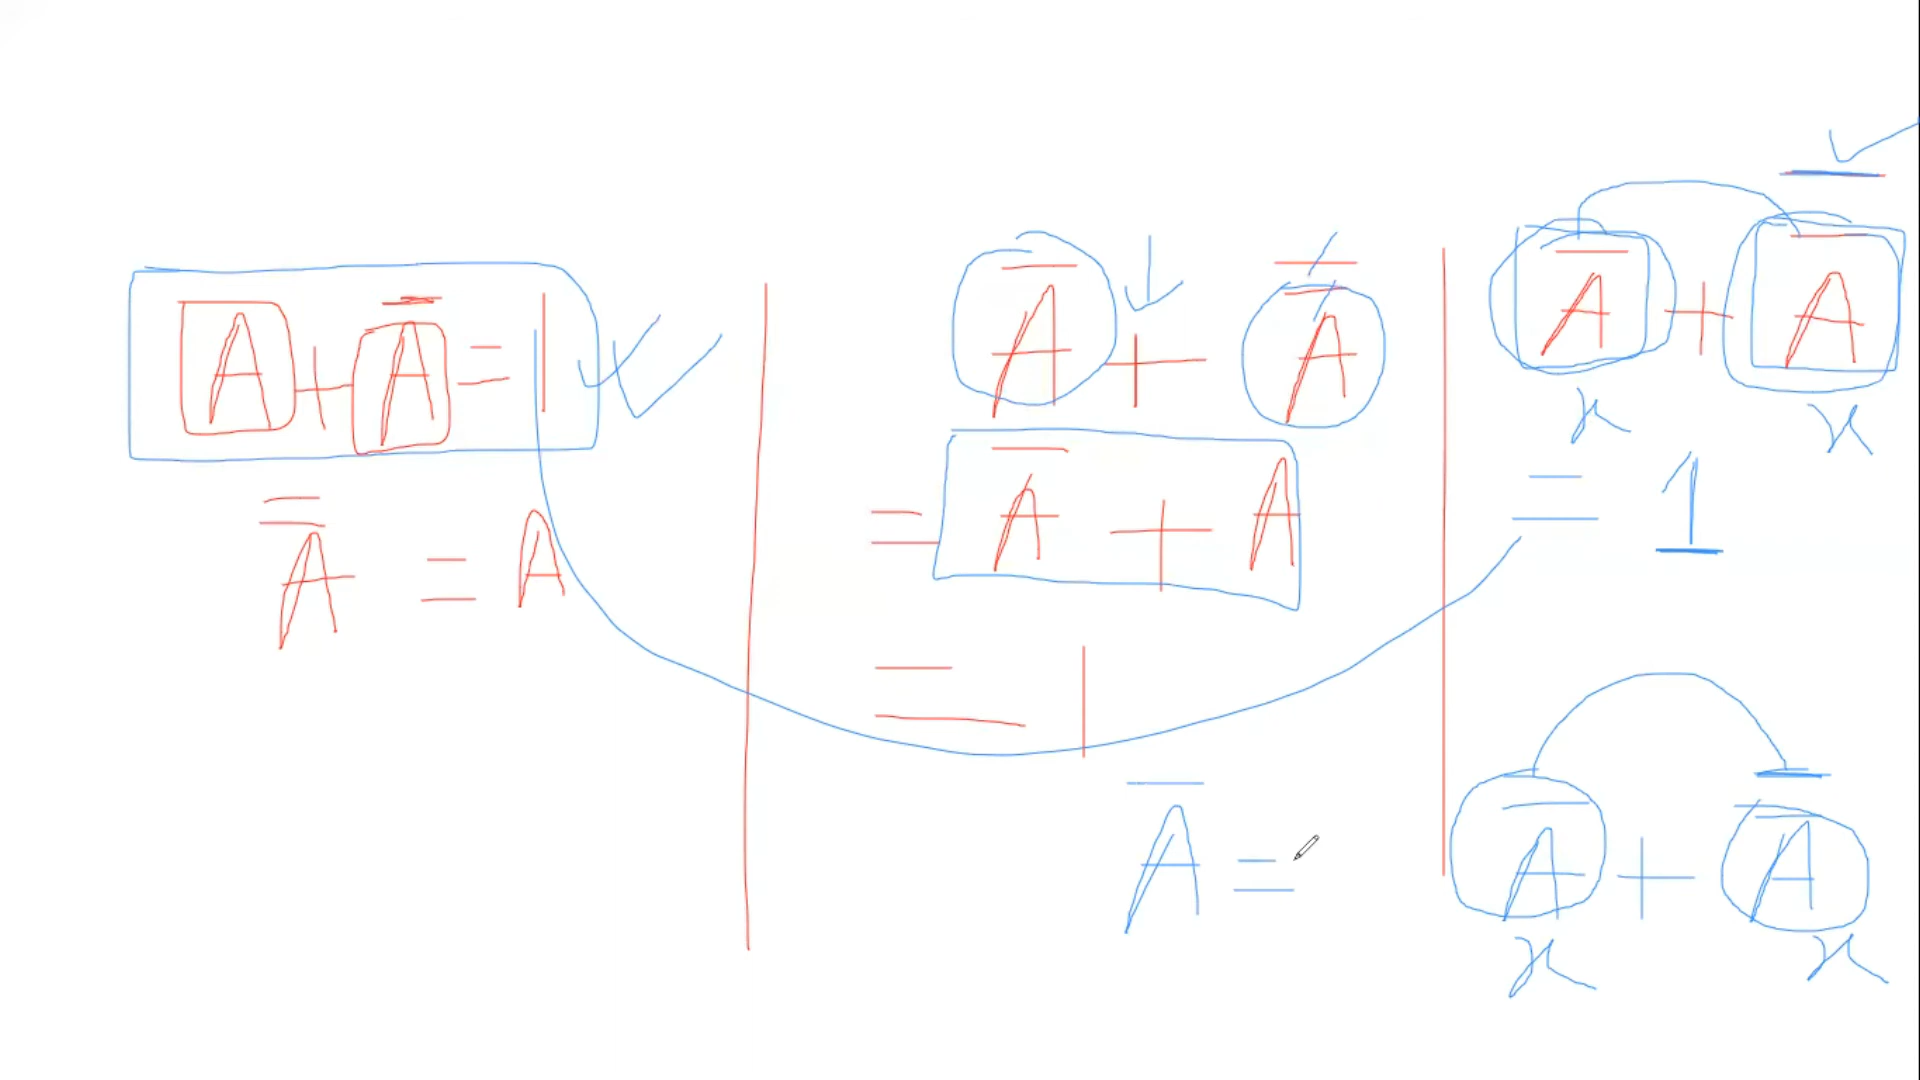 A + A̅ = 1
A̿ = A
A̅ + A̿
= A̅ + A
= 1
A̅ =
A̅ + A̿
x x
= 1
A̅ + A̿
x x